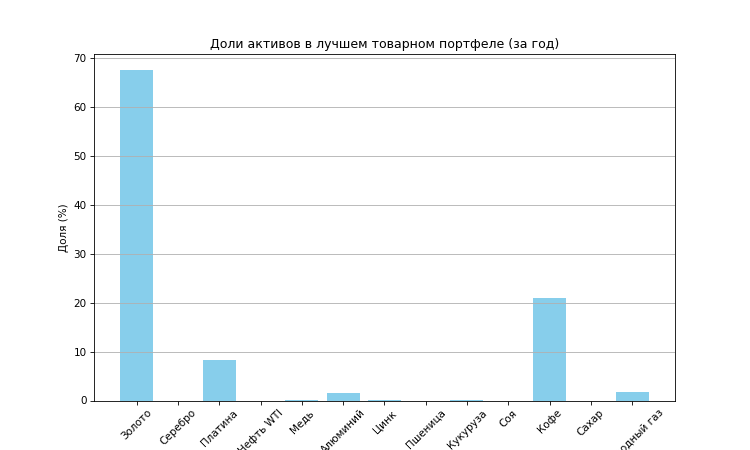 Доли активов в лучшем товарном портфеле (за год)
Доля (%)
70
60
50
40
30
20
10
0
Золото
Серебро
Платина
Нефть WTI
Медь
Алюминий
Цинк
Пшеница
Кукуруза
Соя
Кофе
Сахар
одный газ